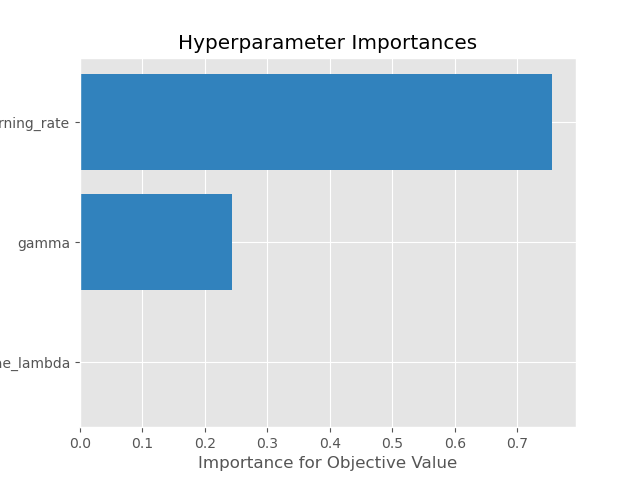 Hyperparameter Importances
rning_rate
gamma
ae_lambda
0.0 0.1 0.2 0.3 0.4 0.5 0.6 0.7
Importance for Objective Value